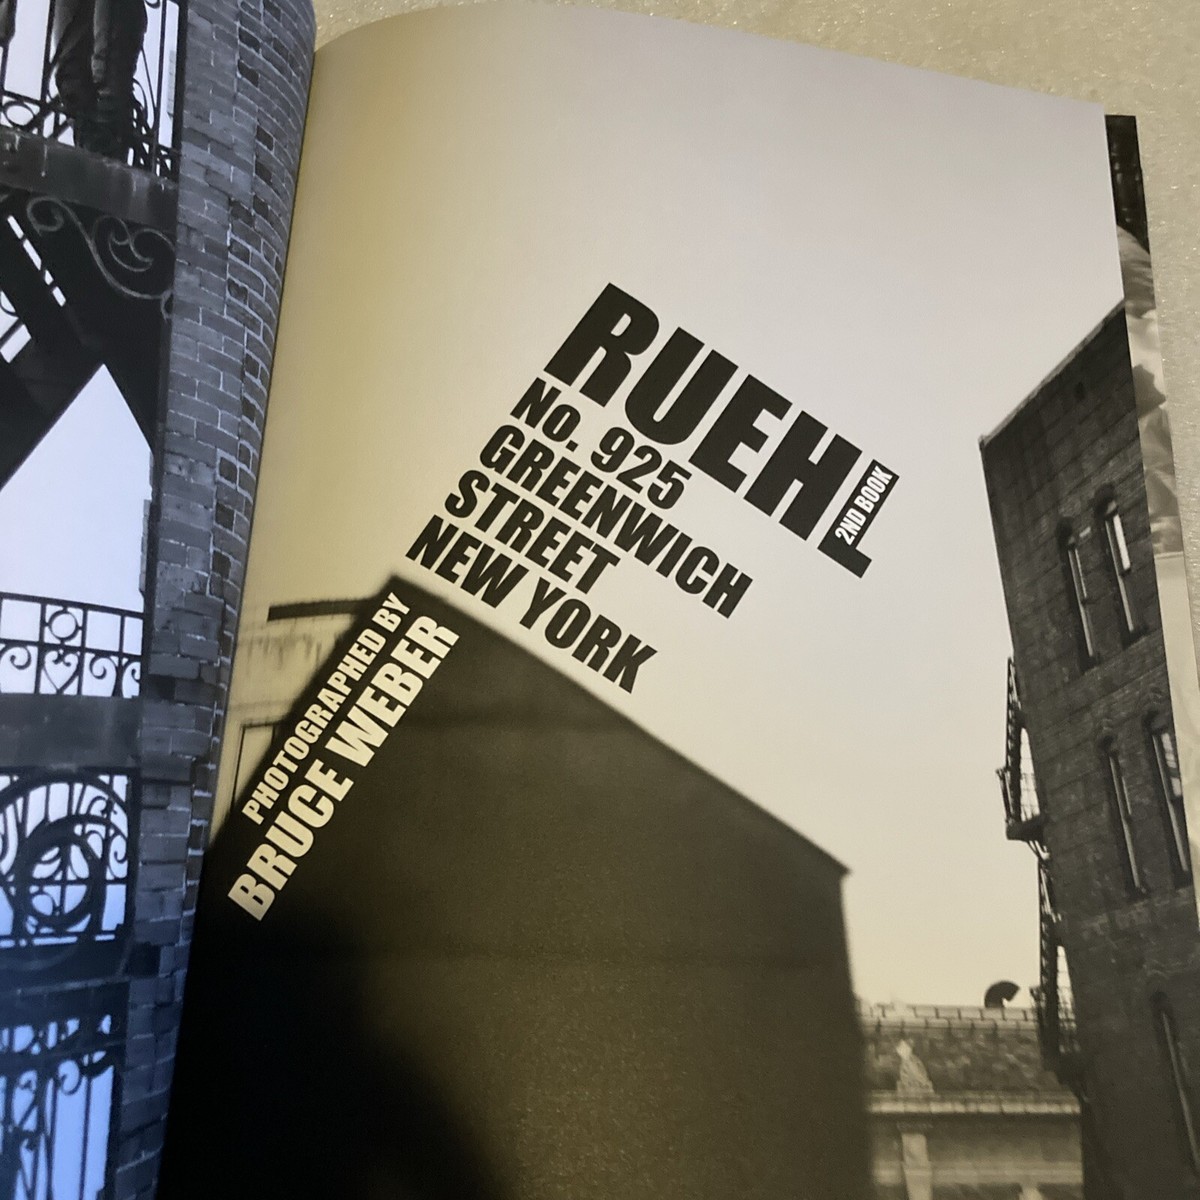 RUEHL
2ND BOOK
No. 925
GREENWICH
STREET
NEW YORK
PHOTOGRAPHED BY
BRUCE WEBER